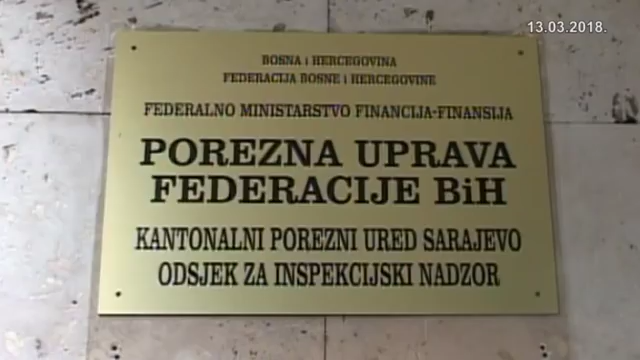 13.03.2018.
BOSNA i HERCEGOVINA
FEDERACIJA BOSNE i HERCEGOVINE
FEDERALNO MINISTARSTVO FINANCIJA-FINANSIJA
POREZNA UPRAVA
FEDERACIJE BiH
KANTONALNI POREZNI URED SARAJEVO
ODSJEK ZA INSPEKCIJSKI NADZOR